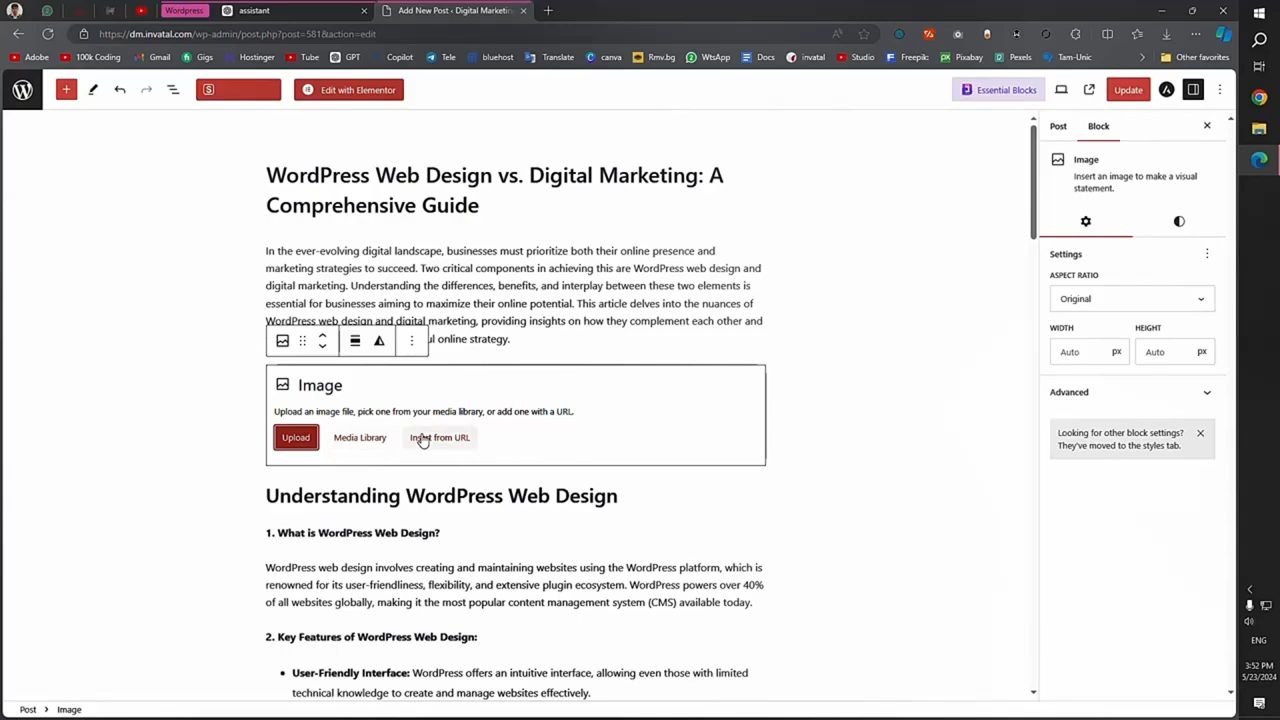 Wordpress
assistant
Add New Post ‹ Digital Marketing
https://dm.invatal.com/wp-admin/post.php?post=581&action=edit
Adobe
100k Coding
Gmail
Gigs
Hostinger
Tube
GPT
Copilot
Tele
bluehost
Translate
canva
Rmv.bg
WtsApp
Doc
invatal
Studio
Freepik
Pixabay
Pexels
Tam-Unic
Other favorites
Edit with Elementor
Essential Blocks
Update
WordPress Web Design vs. Digital Marketing: A
Comprehensive Guide
In the ever-evolving digital landscape, businesses must prioritize both their online presence and
marketing strategies to succeed. Two critical components in achieving this are WordPress web design and
digital marketing. Understanding the differences, benefits, and interplay between these two elements is
essential for businesses aiming to maximize their online potential. This article delves into the nuances of
WordPress web design and digital marketing, providing insights on how they complement each other and
ul online strategy.
Image
Upload an image file, pick one from your media library, or add one with a URL.
Upload
Media Library
Insert from URL
Understanding WordPress Web Design
1. What is WordPress Web Design?
WordPress web design involves creating and maintaining websites using the WordPress platform, which is
renowned for its user-friendliness, flexibility, and extensive plugin ecosystem. WordPress powers over 40%
of all websites globally, making it the most popular content management system (CMS) available today.
2. Key Features of WordPress Web Design:
• User-Friendly Interface: WordPress offers an intuitive interface, allowing even those with limited
technical knowledge to create and manage websites effectively.
Post
Block
Image
Insert an image to make a visual
statement.
Settings
ASPECT RATIO
Original
WIDTH
HEIGHT
Auto
px
Auto
px
Advanced
Looking for other block settings?
They've moved to the styles tab.
Post › Image
ENG
3:52 PM
5/23/2024